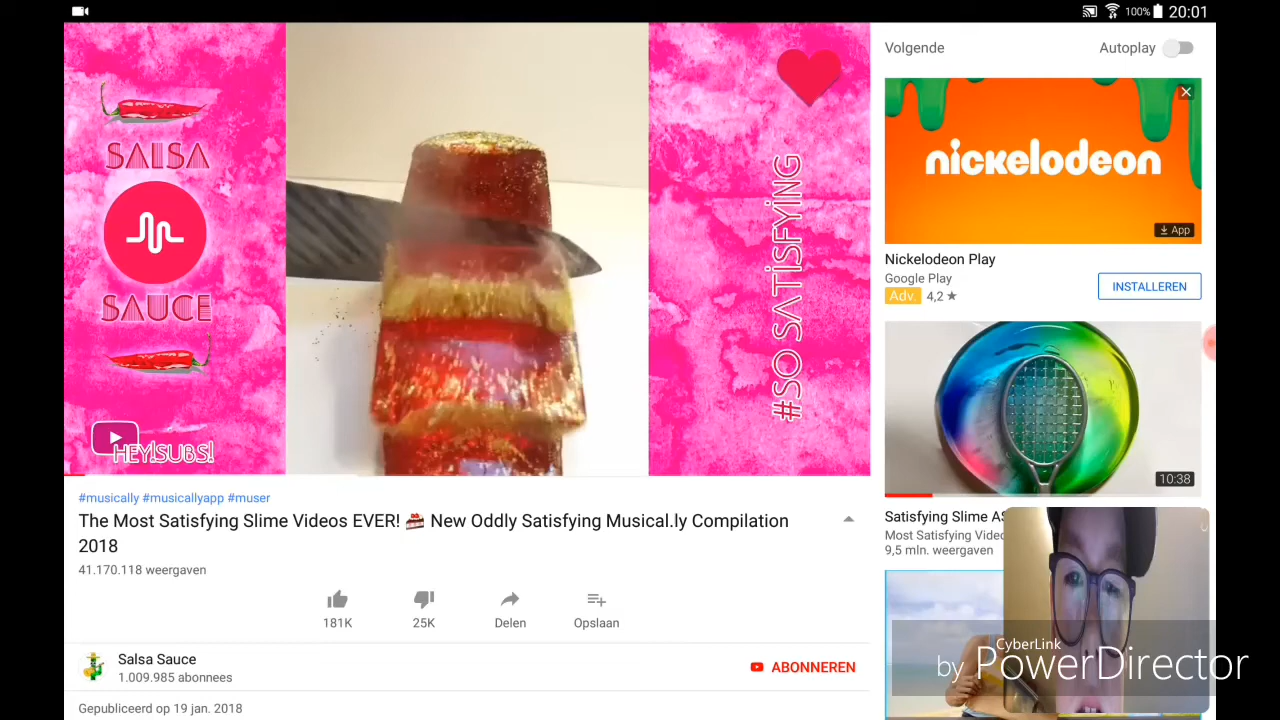 100%
20:01
SALSA
SAUCE
HEY!SUBS!
#SO SATISFYING
Volgende
Autoplay
nickelodeon
App
Nickelodeon Play
Google Play
Adv. 4,2 ★
INSTALLEREN
10:38
Satisfying Slime AS
Most Satisfying Video
9,5 mln. weergaven
#musically #musicallyapp #muser
The Most Satisfying Slime Videos EVER! 🍰 New Oddly Satisfying Musical.ly Compilation
2018
41.170.118 weergaven
181K
25K
Delen
Opslaan
Salsa Sauce
1.009.985 abonnees
ABONNEREN
Gepubliceerd op 19 jan. 2018
CyberLink
by PowerDirector